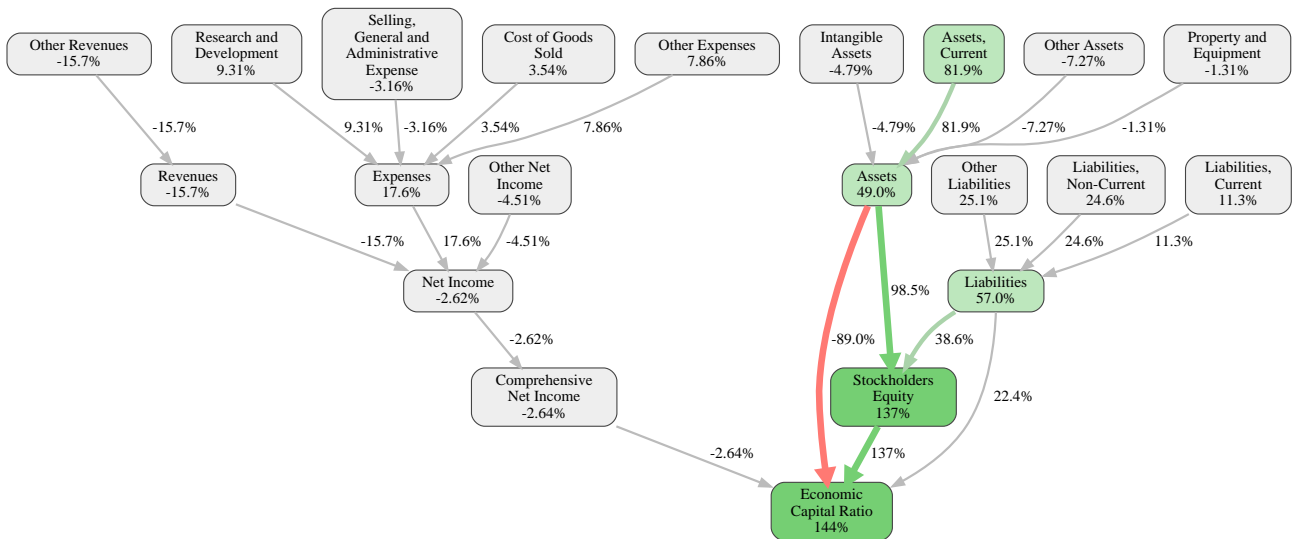 Other Revenues
-15.7%
Research and
Development
9.31%
Selling,
General and
Administrative
Expense
-3.16%
Cost of Goods
Sold
3.54%
Other Expenses
7.86%
Intangible
Assets
-4.79%
Assets,
Current
81.9%
Other Assets
-7.27%
Property and
Equipment
-1.31%
-15.7%
9.31%
-3.16%
3.54%
7.86%
-4.79%
81.9%
-7.27%
-1.31%
Revenues
-15.7%
Expenses
17.6%
Other Net
Income
-4.51%
Assets
49.0%
Other
Liabilities
25.1%
Liabilities,
Non-Current
24.6%
Liabilities,
Current
11.3%
-15.7%
17.6%
-4.51%
25.1%
24.6%
11.3%
Net Income
-2.62%
98.5%
Liabilities
57.0%
-2.62%
-89.0%
38.6%
Comprehensive
Net Income
-2.64%
Stockholders
Equity
137%
22.4%
-2.64%
137%
Economic
Capital Ratio
144%